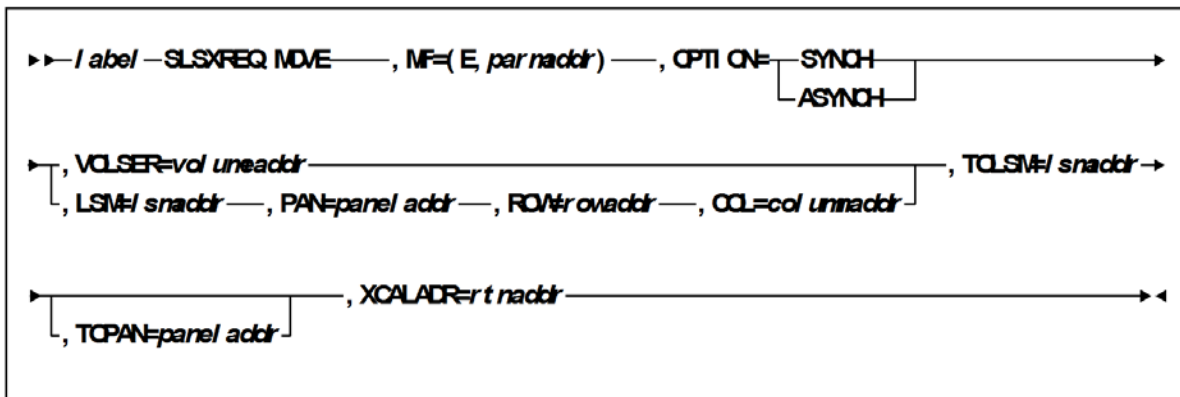 label SLSXREQ MOVE , MF=(E,parmaddr) , OPTION= SYNCH
ASYNCH
, VOLSER=volumeaddr , TOLSM=lsmaddr
, LSM=lsmaddr , PAN=paneladdr , ROW=rowaddr , COL=columnaddr
, XCALADR=rtnaddr
, TOPAN=paneladdr